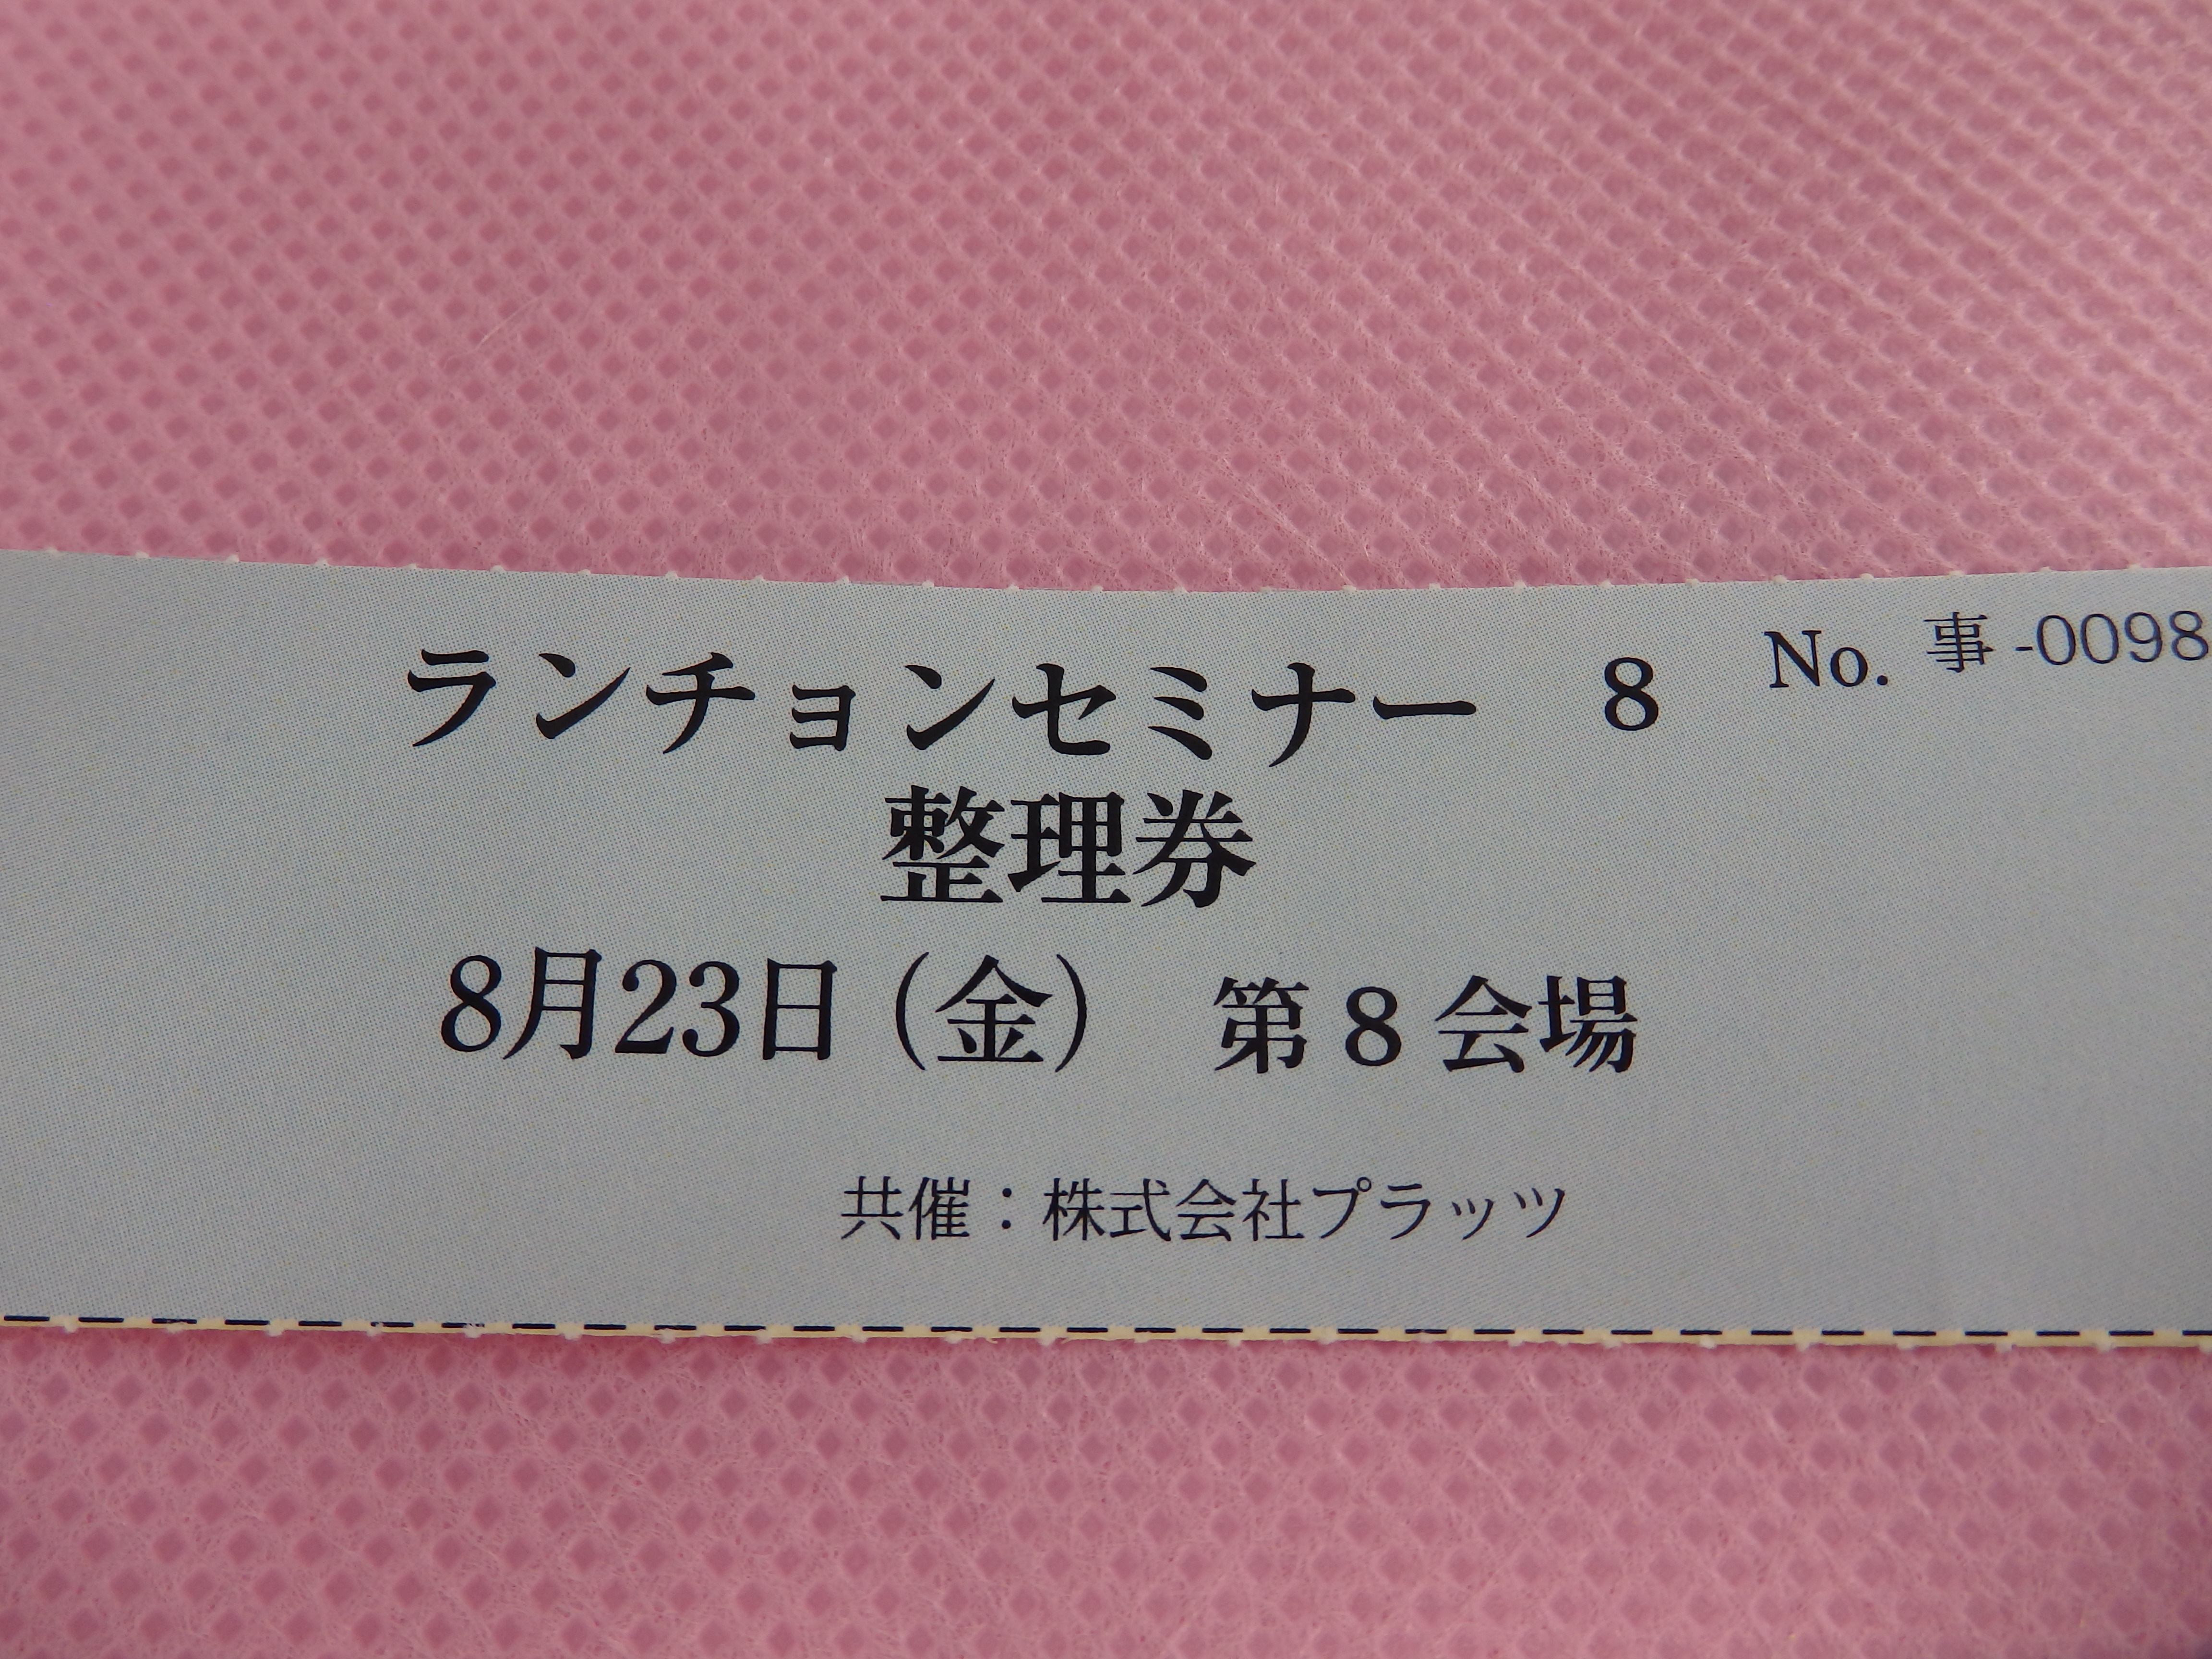 ランチョンセミナー 8 No. 事-0098
整理券
8月23日（金） 第8会場
共催：株式会社プラッツ